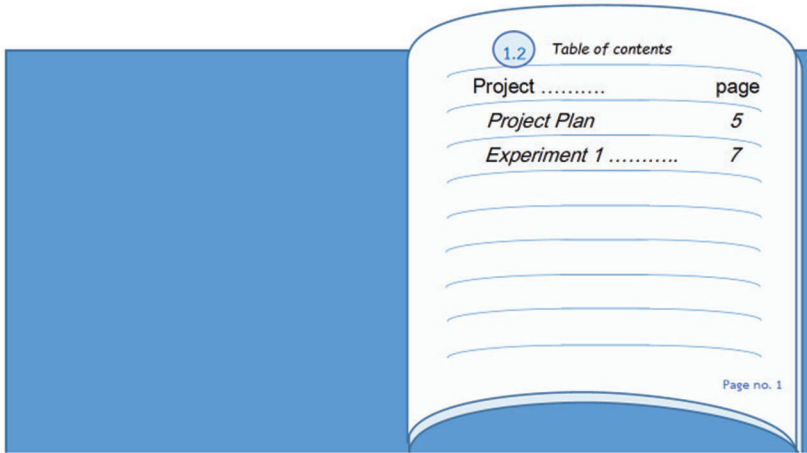 1.2 Table of contents
Project .......... page
Project Plan 5
Experiment 1 ........... 7
Page no. 1